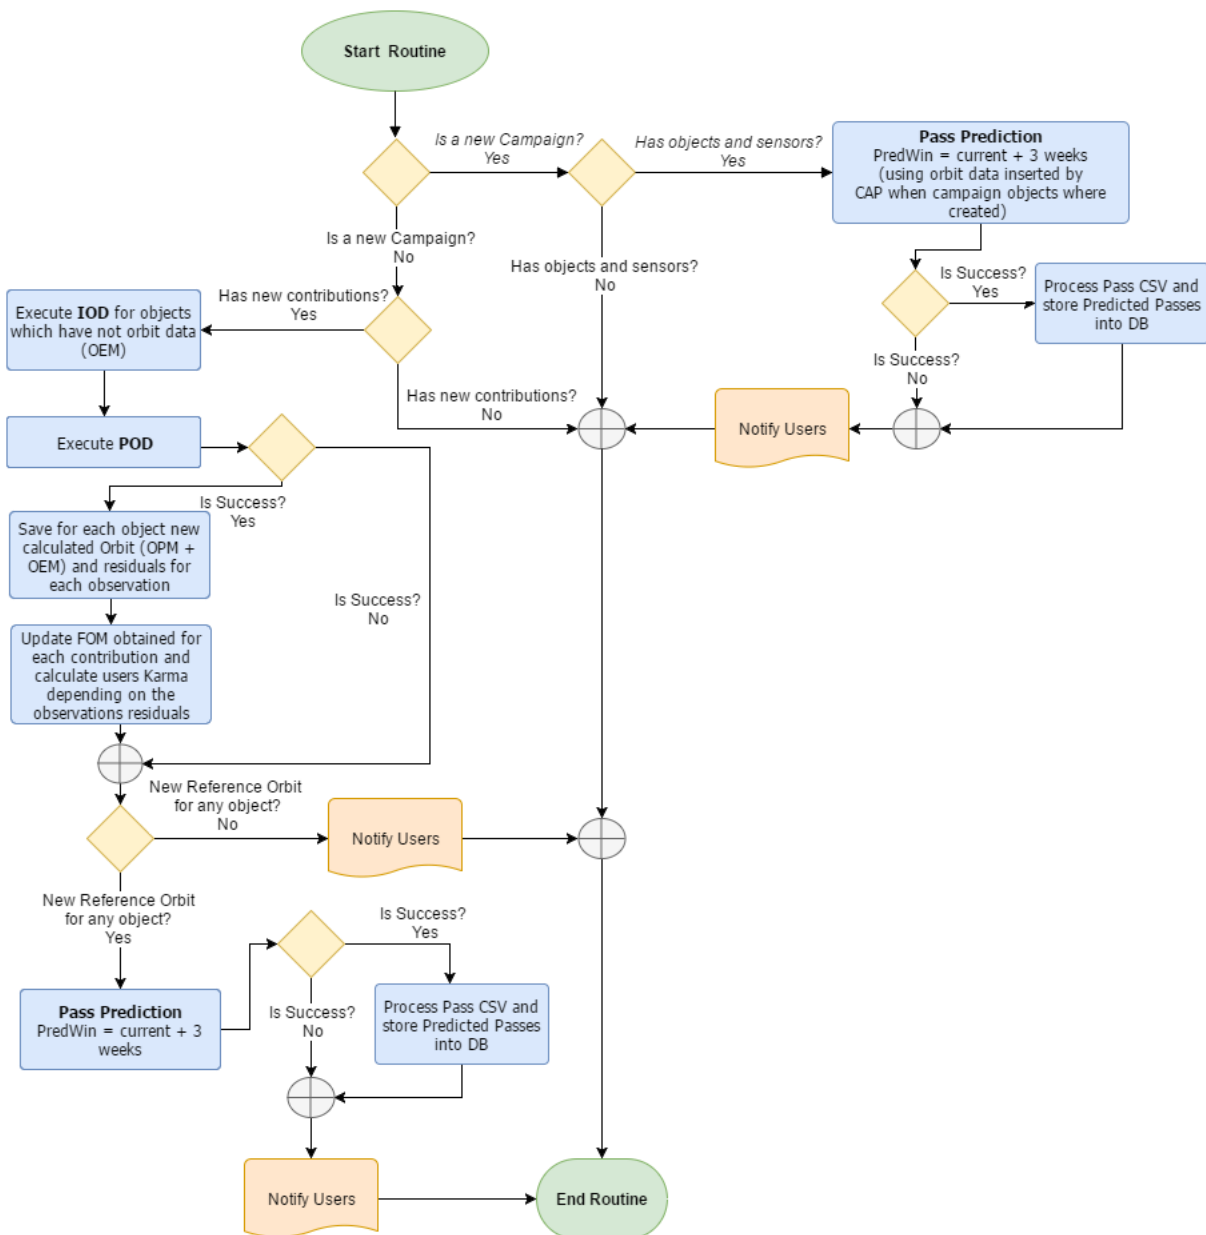 Start Routine
Is a new Campaign?
Yes
Has objects and sensors?
Yes
Pass Prediction
PredWin = current + 3 weeks
(using orbit data inserted by
CAP when campaign objects where
created)
Is a new Campaign?
No
Has objects and sensors?
No
Is Success?
Yes
Process Pass CSV and
store Predicted Passes
into DB
Has new contributions?
Yes
Execute IOD for objects
which have not orbit data
(OEM)
Is Success?
No
Has new contributions?
No
Notify Users
Execute POD
Is Success?
Yes
Save for each object new
calculated Orbit (OPM +
OEM) and residuals for
each observation
Is Success?
No
Update FOM obtained for
each contribution and
calculate users Karma
depending on the
observations residuals
New Reference Orbit
for any object?
No
Notify Users
New Reference Orbit
for any object?
Yes
Is Success?
Yes
Pass Prediction
PredWin = current + 3
weeks
Is Success?
No
Process Pass CSV and
store Predicted Passes
into DB
Notify Users
End Routine